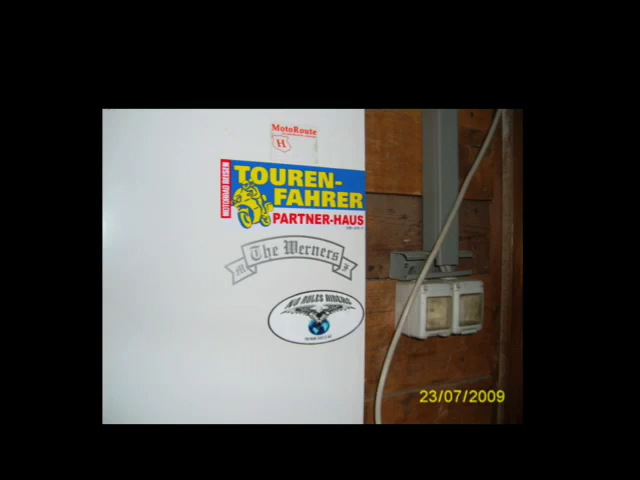 MotoRoute
H
MOTORRAD REISEN
TOUREN-
FAHRER
PARTNER-HAUS
The Werners
M F
NO RULES RIDERS
23/07/2009